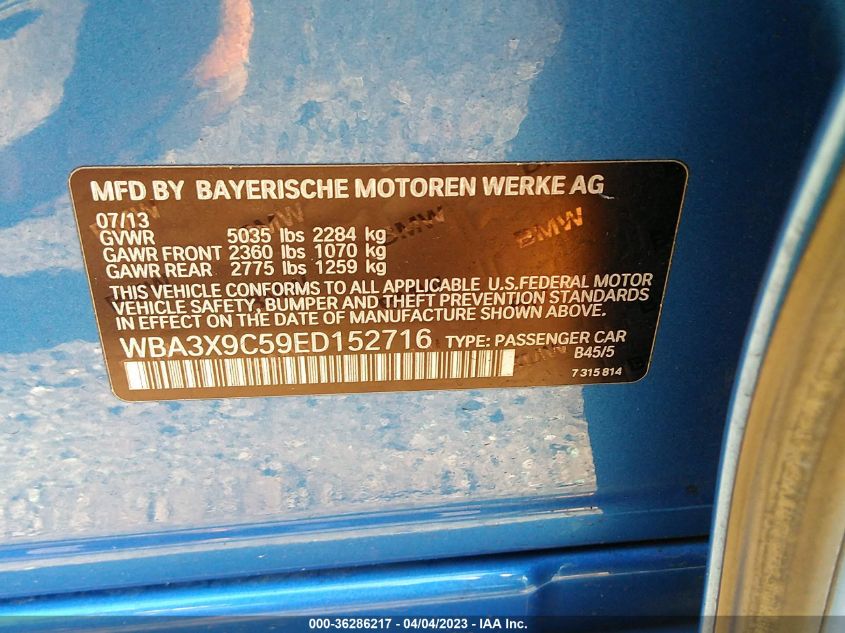 MFD BY BAYERISCHE MOTOREN WERKE AG
07/13
GVWR 5035 lbs 2284 kg
GAWR FRONT 2360 lbs 1070 kg
GAWR REAR 2775 lbs 1259 kg
THIS VEHICLE CONFORMS TO ALL APPLICABLE U.S.FEDERAL MOTOR
VEHICLE SAFETY, BUMPER AND THEFT PREVENTION STANDARDS
IN EFFECT ON THE DATE OF MANUFACTURE SHOWN ABOVE.
WBA3X9C59ED152716 TYPE: PASSENGER CAR
B45/5
7 315 814
BMW
BMW
000-36286217 - 04/04/2023 - IAA Inc.